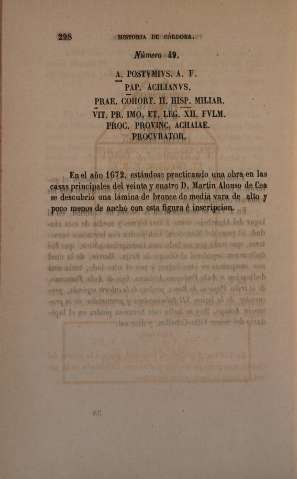 298 HISTORIA DE CÓRDOBA.
Número 49.
A. POSTVMIVS. A. F.
PAP. ACILIANVS,
PRAE. COHORT. II. HISP. MILIAR.
VIT. PR. IMO, ET. LEG. XII. FVLM.
PROC. PROVINC. ACHAIAE.
PROCVRATOR.
En el año 1672, estándose practicando una obra en las
casas principales del veinte y cuatro D. Martin Alonso de Cea
se descubrió una lámina de bronce de media vara de alto y
poco menos de ancho con esta figura é inscripcion.